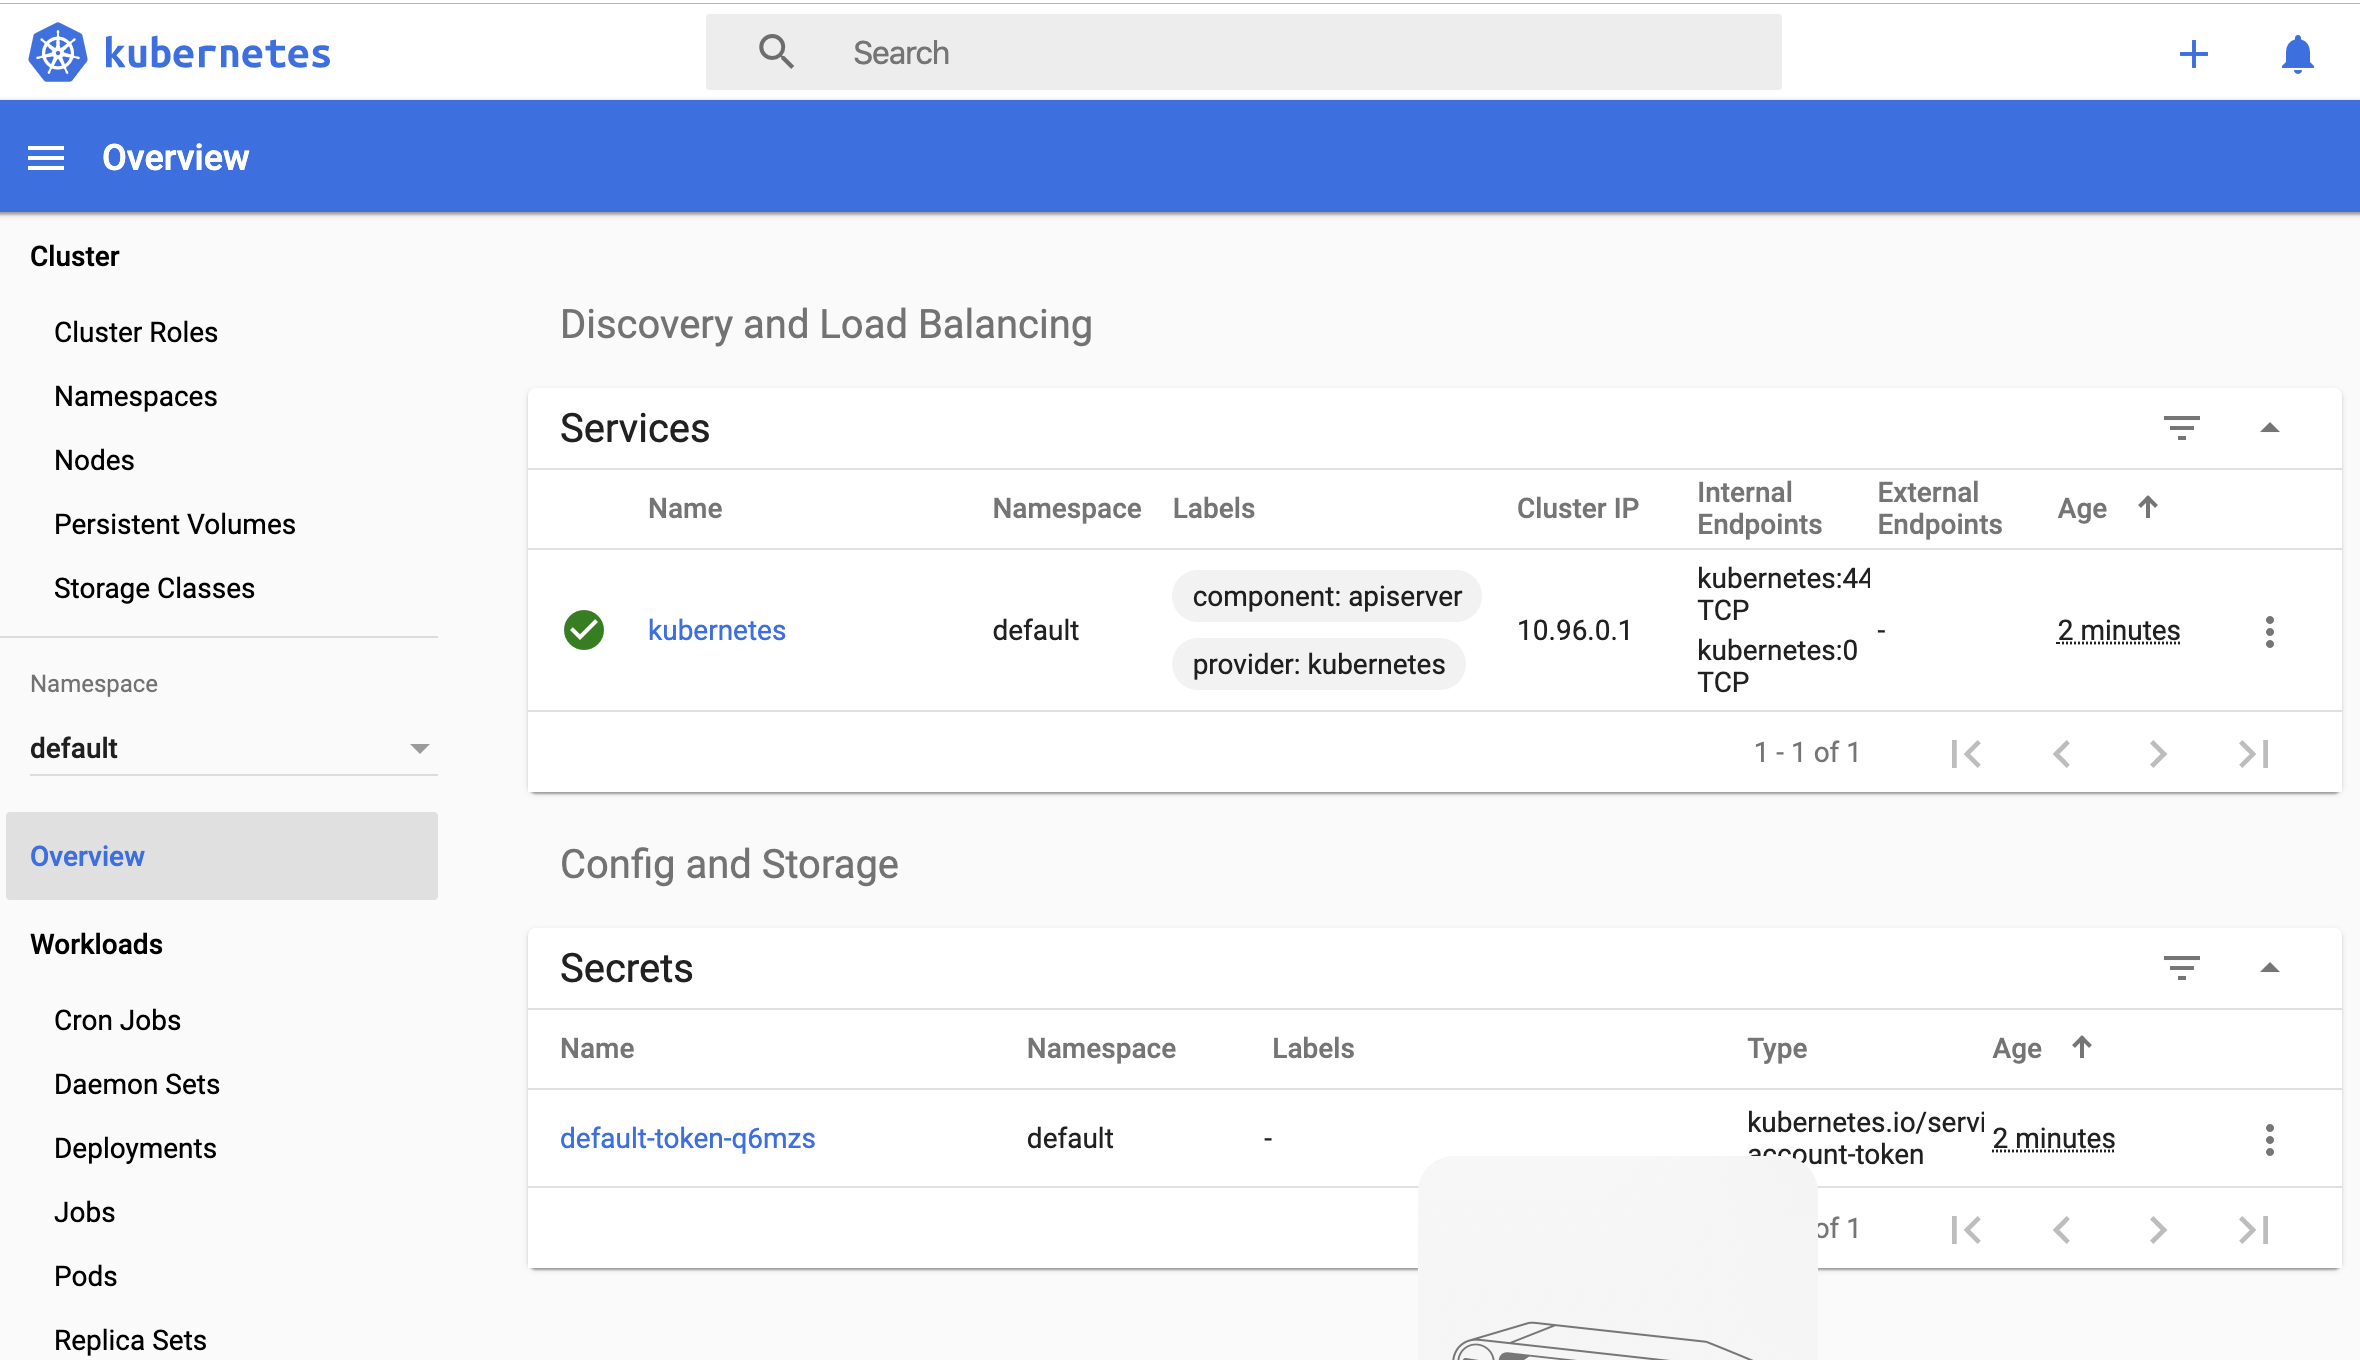 kubernetes
Search
Overview
Cluster
Cluster Roles
Namespaces
Nodes
Persistent Volumes
Storage Classes
Namespace
default
Overview
Workloads
Cron Jobs
Daemon Sets
Deployments
Jobs
Pods
Replica Sets
Discovery and Load Balancing
Services
Name Namespace Labels Cluster IP Internal Endpoints External Endpoints Age
kubernetes default component: apiserver provider: kubernetes 10.96.0.1 kubernetes:44 TCP kubernetes:0 TCP - 2 minutes
1 - 1 of 1
Config and Storage
Secrets
Name Namespace Labels Type Age
default-token-q6mzs default - kubernetes.io/servi account-token 2 minutes
of 1